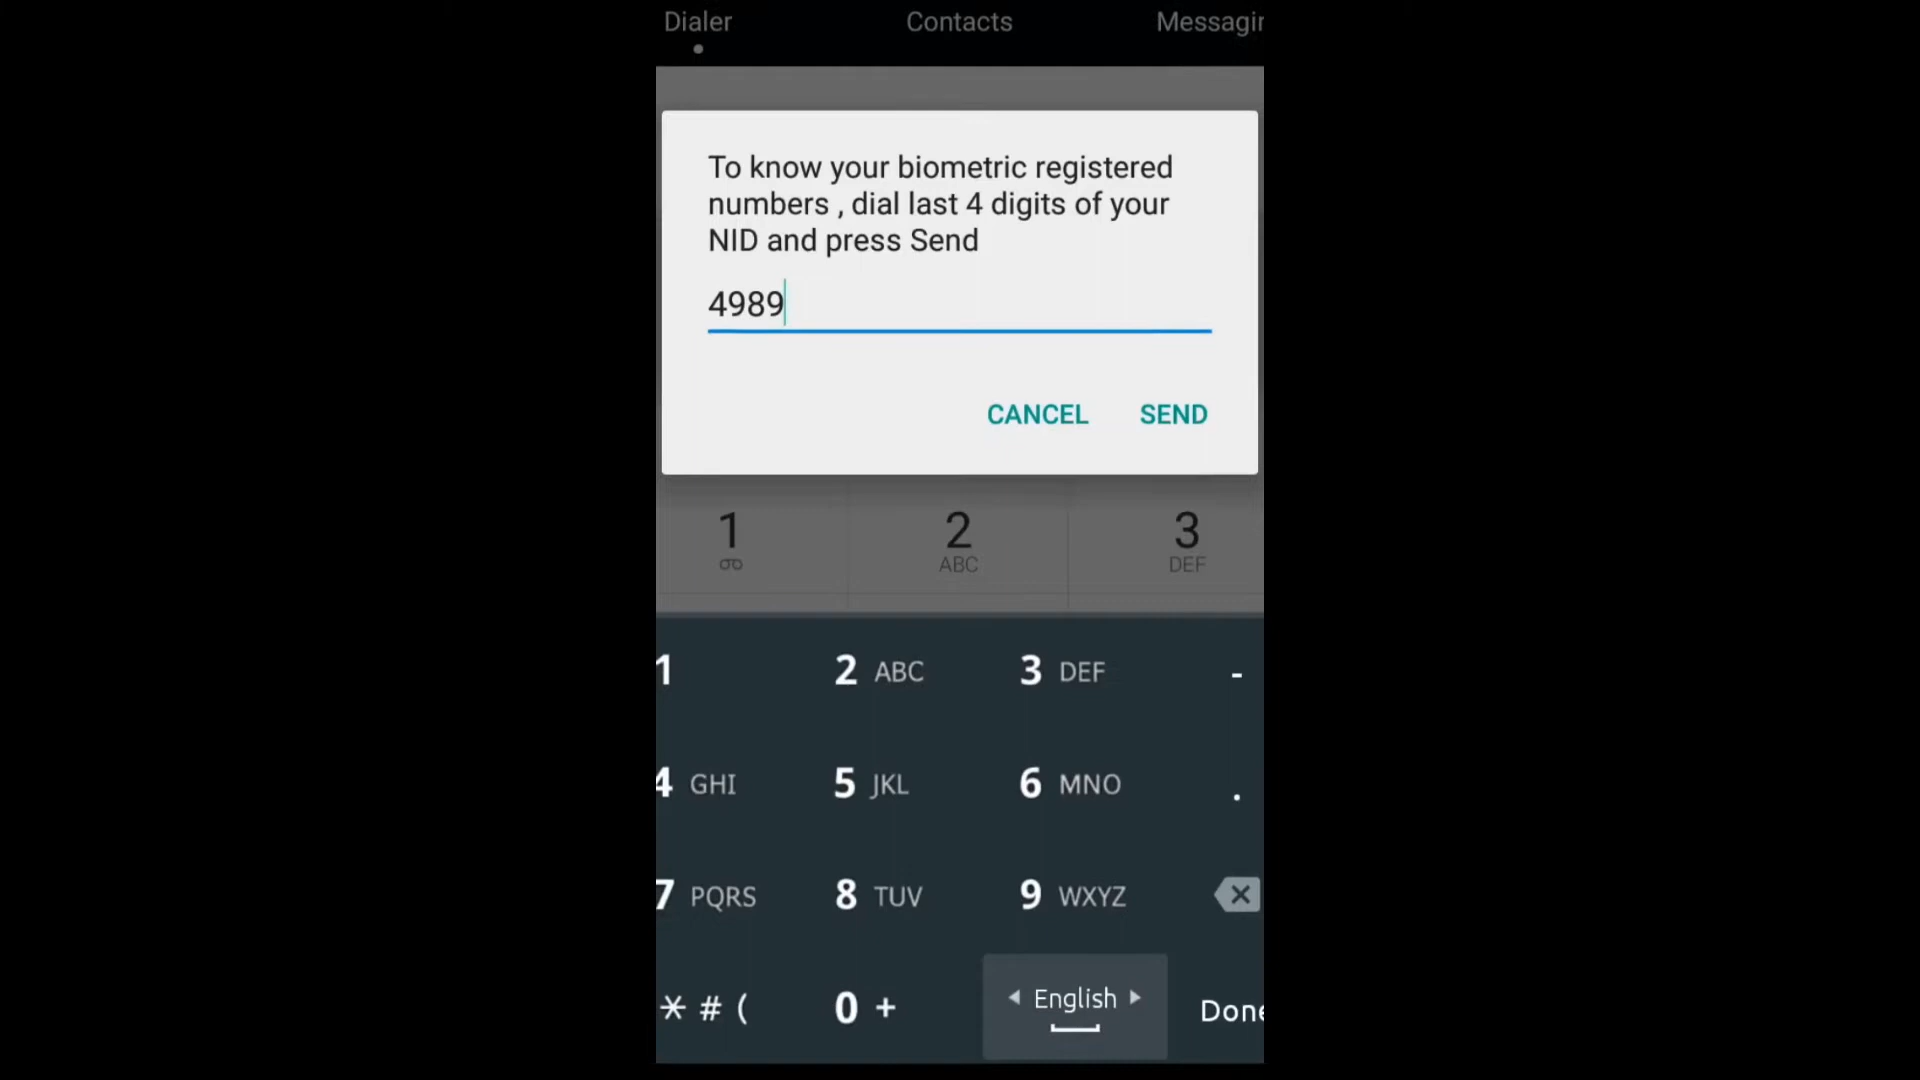 Dialer Contacts Messagin
To know your biometric registered
numbers , dial last 4 digits of your
NID and press Send
4989
CANCEL SEND
1 2 3
ABC DEF
1 2 ABC 3 DEF -
4 GHI 5 JKL 6 MNO .
7 PQRS 8 TUV 9 WXYZ
* # ( 0 + English Done